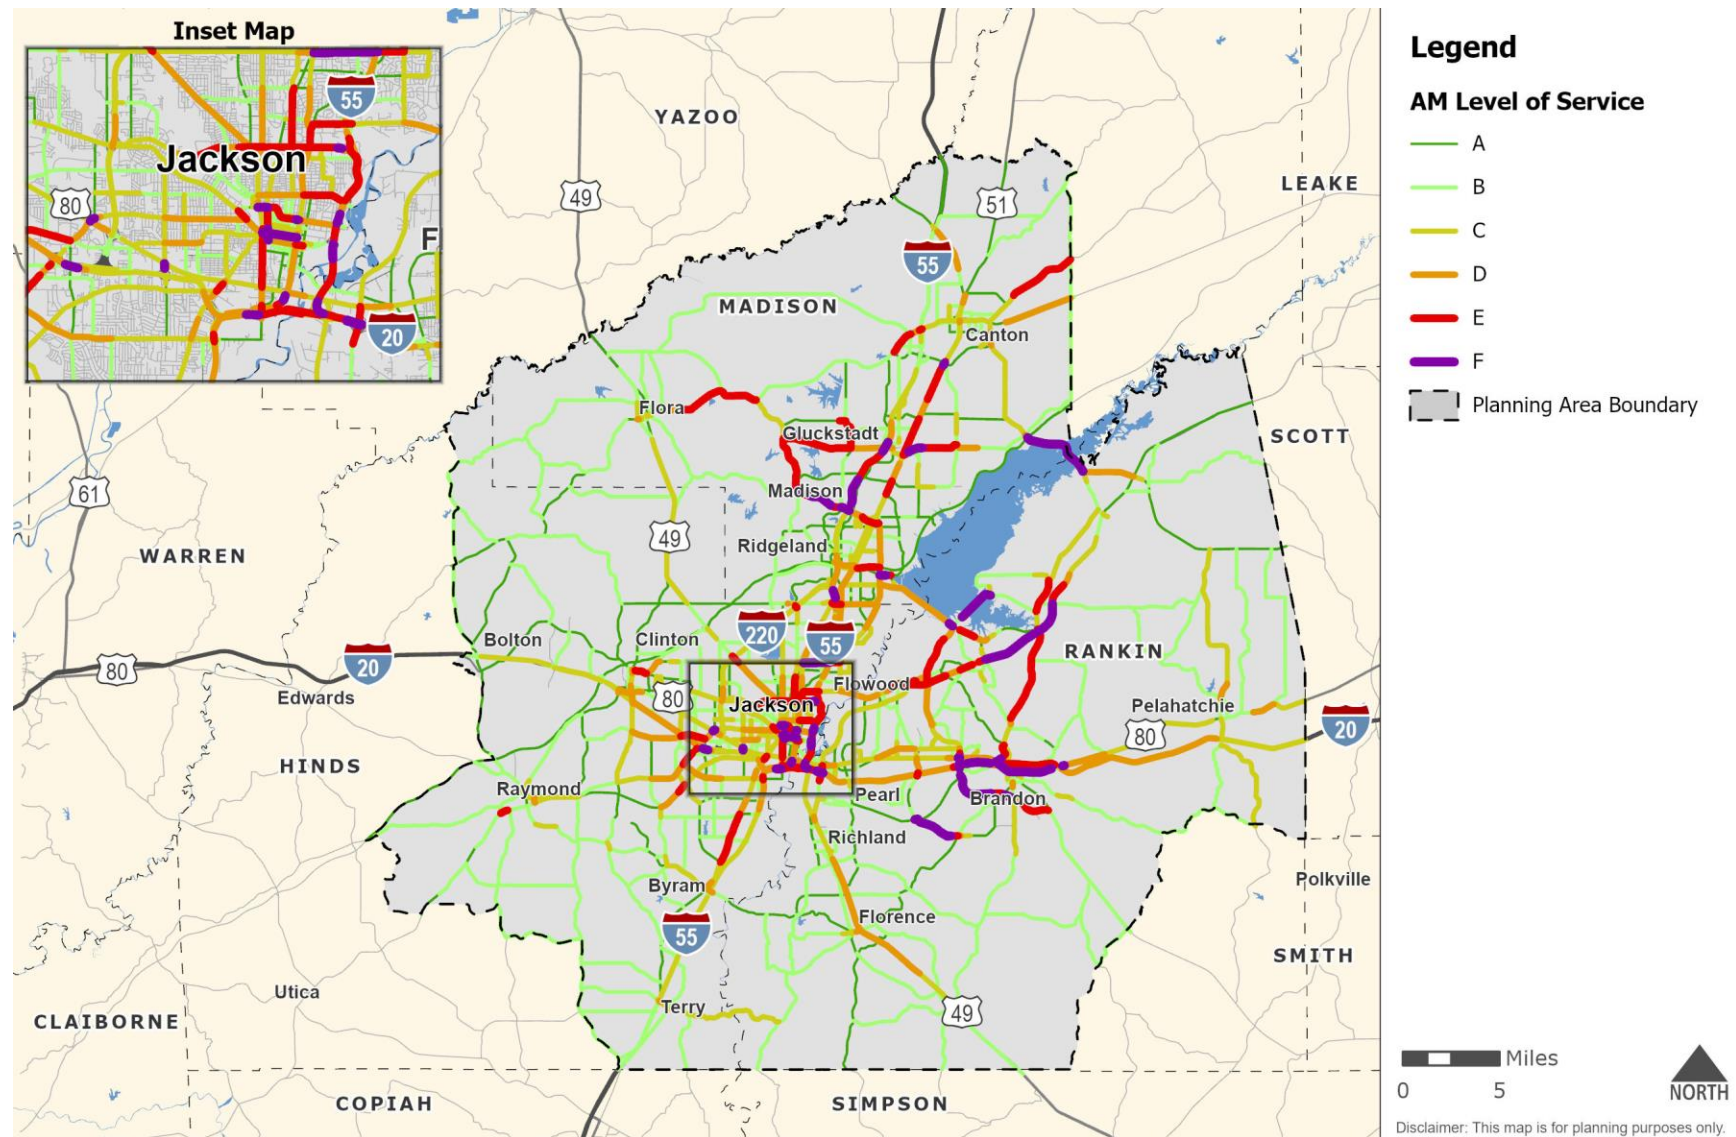 Inset Map
55
Jackson
80
F
20
YAZOO
LEAKE
49
51
55
MADISON
Canton
Flora
Gluckstadt
SCOTT
61
Madison
WARREN
49
Ridgeland
220
55
Bolton
Clinton
RANKIN
80
20
Edwards
80
Flowood
Jackson
Pelahatchie
80
20
HINDS
Raymond
Pearl
Brandon
Richland
Byram
Polkville
55
Florence
SMITH
Utica
Terry
49
CLAIBORNE
COPIAH
SIMPSON
Legend
AM Level of Service
A
B
C
D
E
F
Planning Area Boundary
Miles
0 5
NORTH
Disclaimer: This map is for planning purposes only.